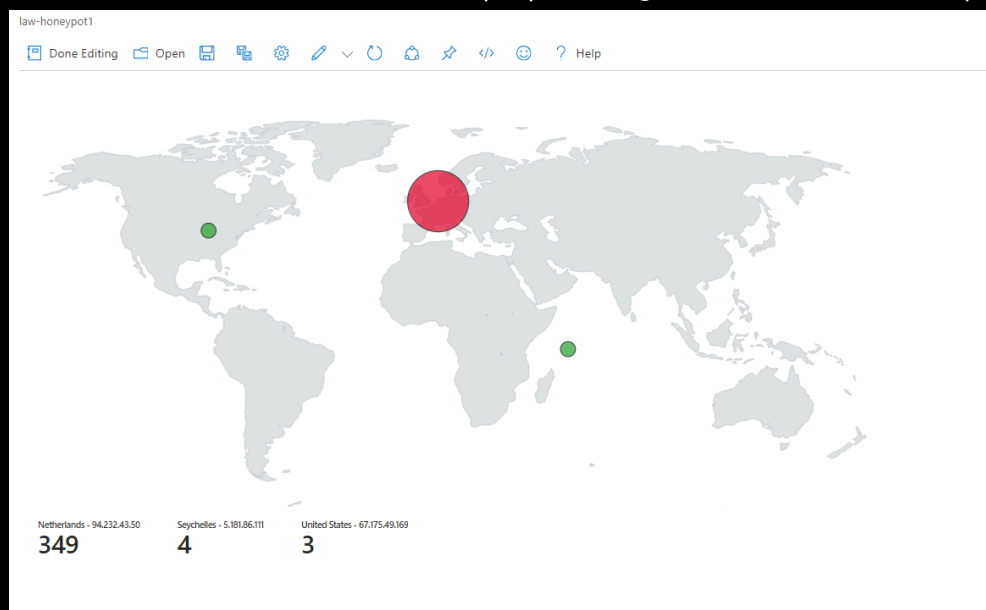 law-honeypot1
Done Editing Open </> ? Help
Netherlands - 94.232.43.50 Seychelles - 5.181.86.111 United States - 67.175.49.169
349 4 3